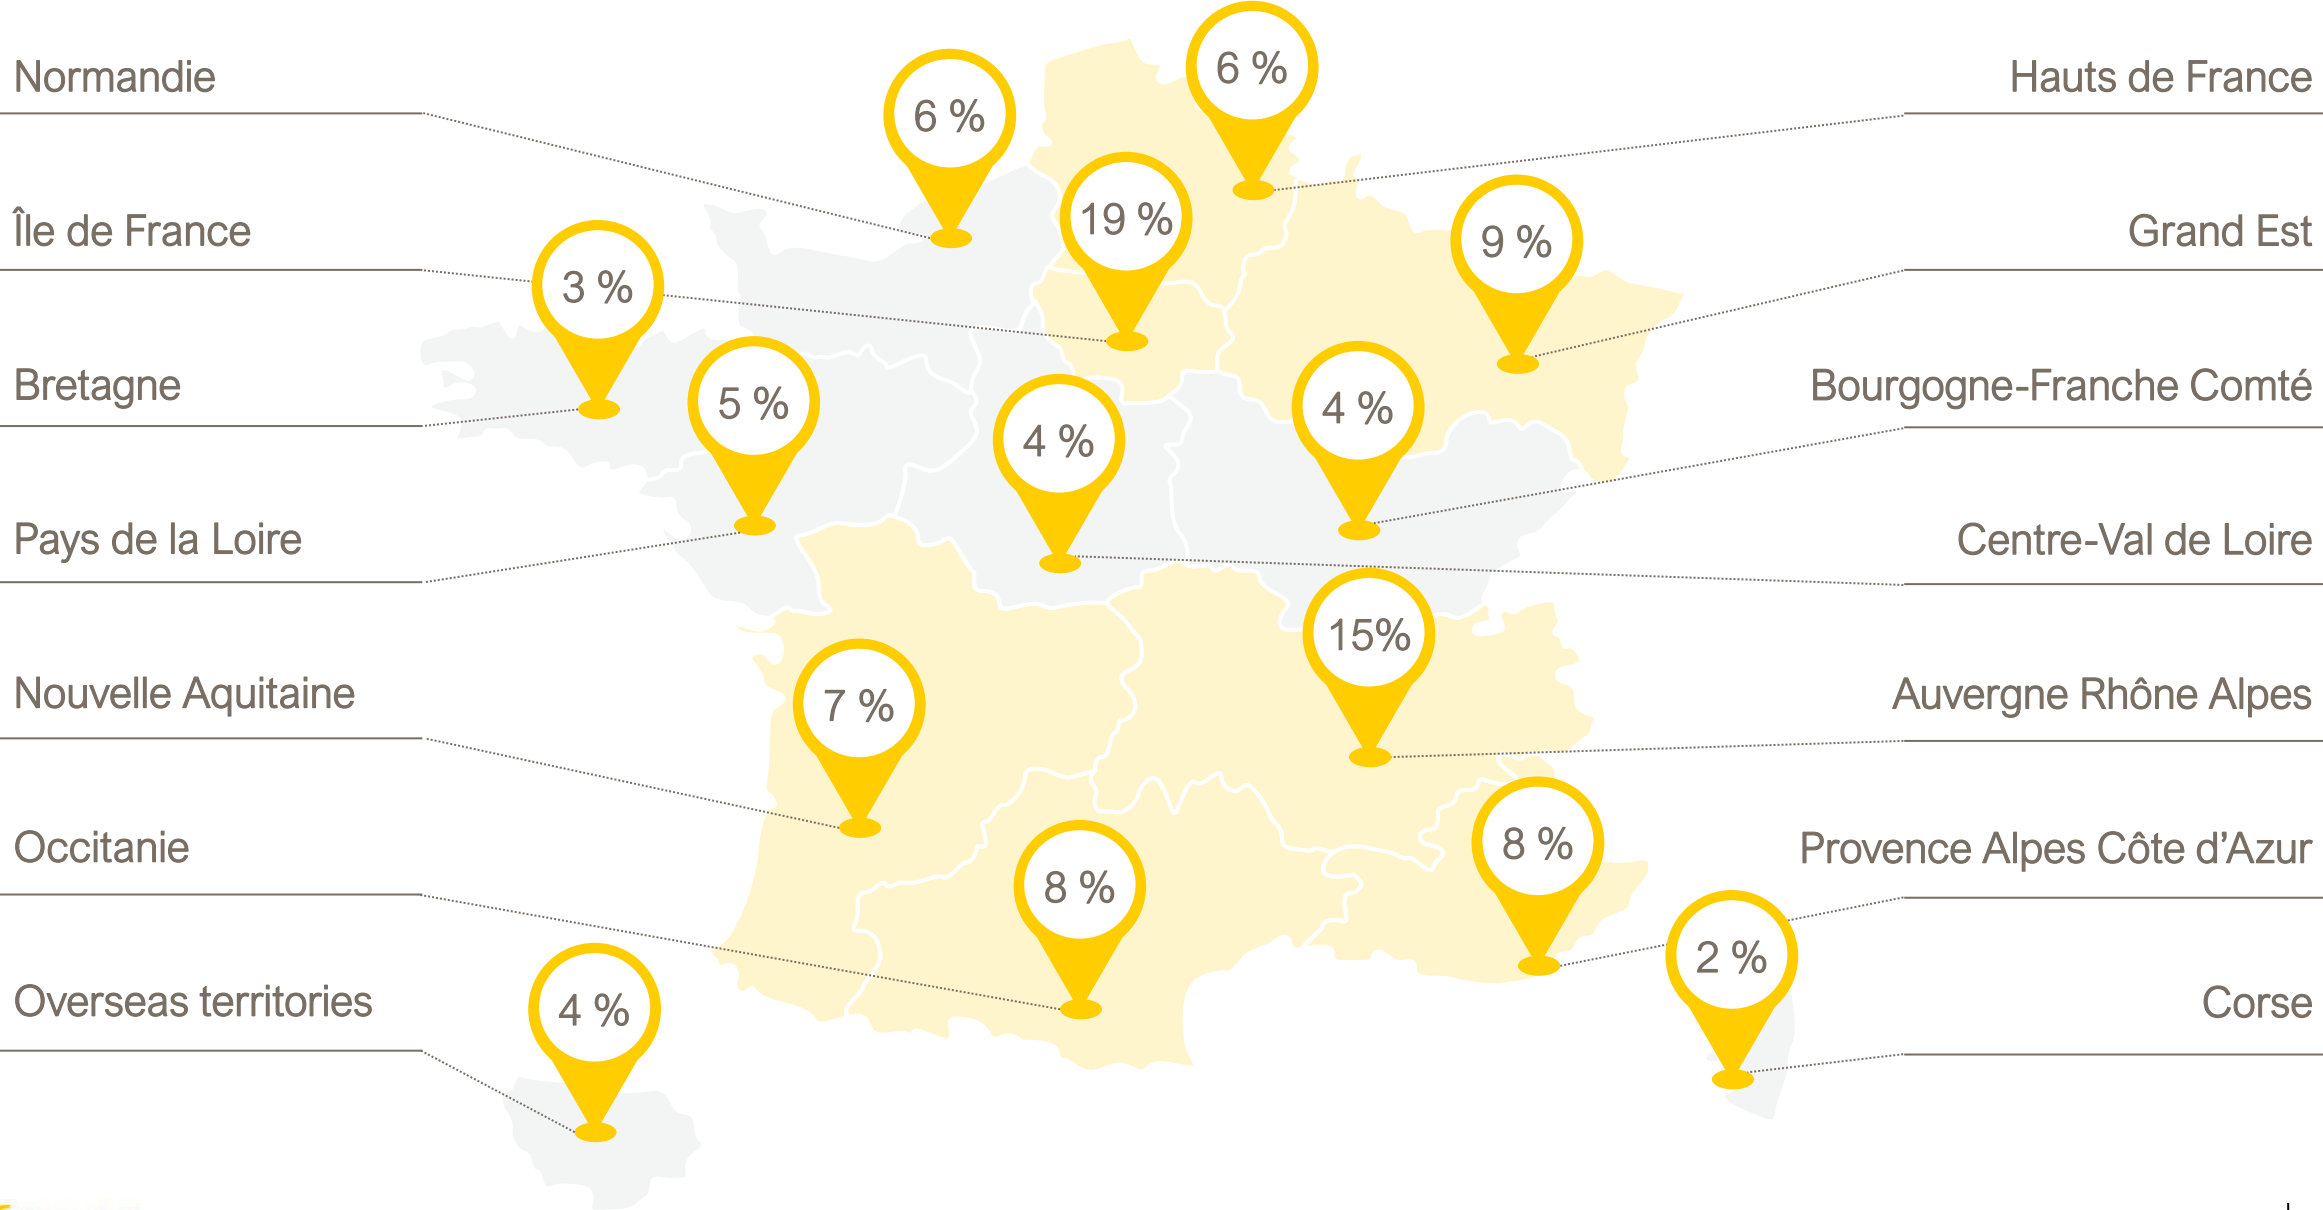 Normandie
Île de France
Bretagne
Pays de la Loire
Nouvelle Aquitaine
Occitanie
Overseas territories
6 %
6 %
19 %
9 %
3 %
5 %
4 %
4 %
15%
7 %
8 %
8 %
2 %
4 %
Hauts de France
Grand Est
Bourgogne-Franche Comté
Centre-Val de Loire
Auvergne Rhône Alpes
Provence Alpes Côte d’Azur
Corse